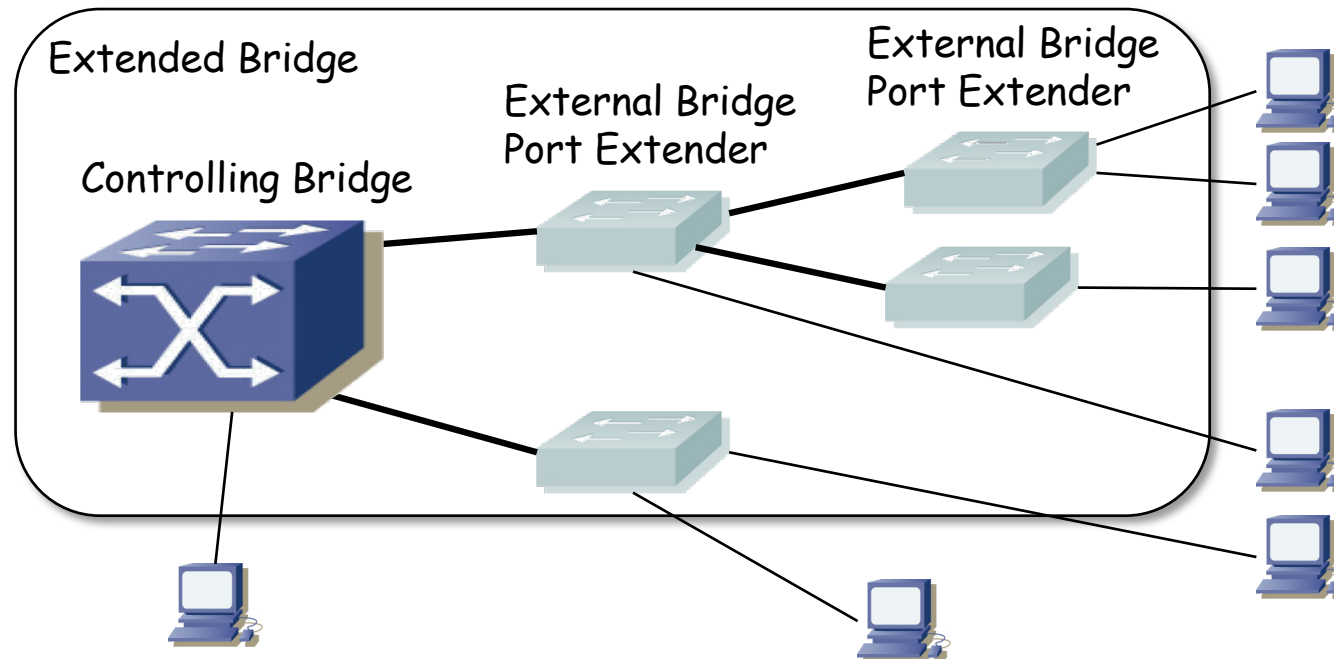 Extended Bridge
External Bridge
Port Extender
External Bridge
Port Extender
Controlling Bridge